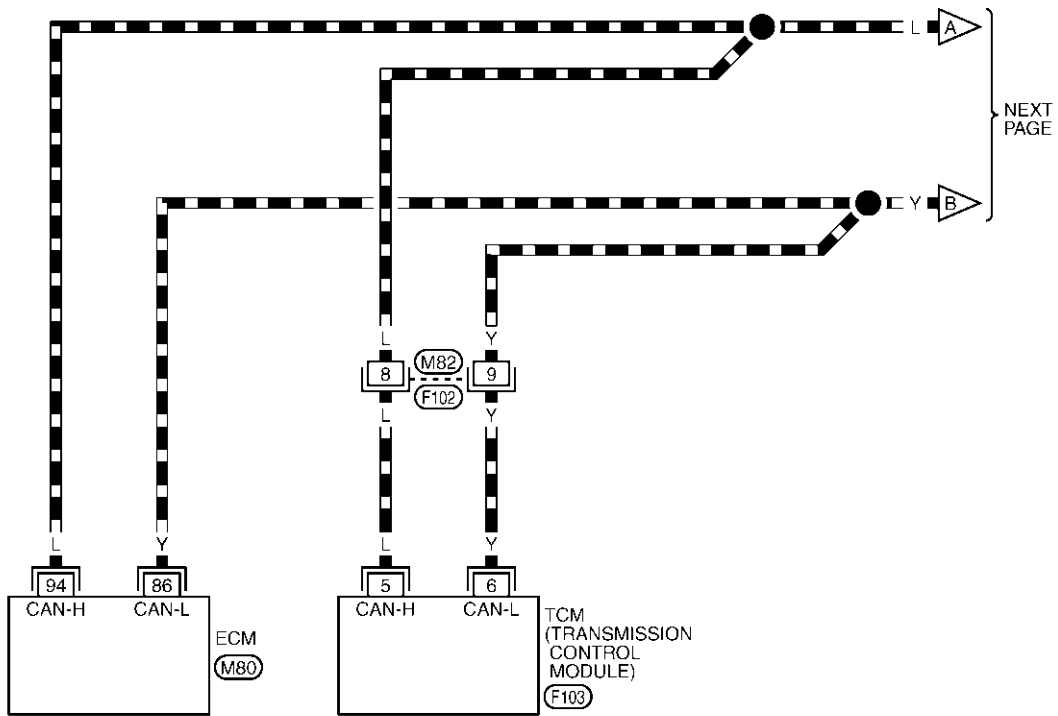 L A
NEXT
PAGE
Y B
L Y
8 M82 9
F102
L Y
L Y L Y
94 86 5 6
CAN-H CAN-L CAN-H CAN-L
ECM
M80
TCM
(TRANSMISSION
CONTROL
MODULE)
F103